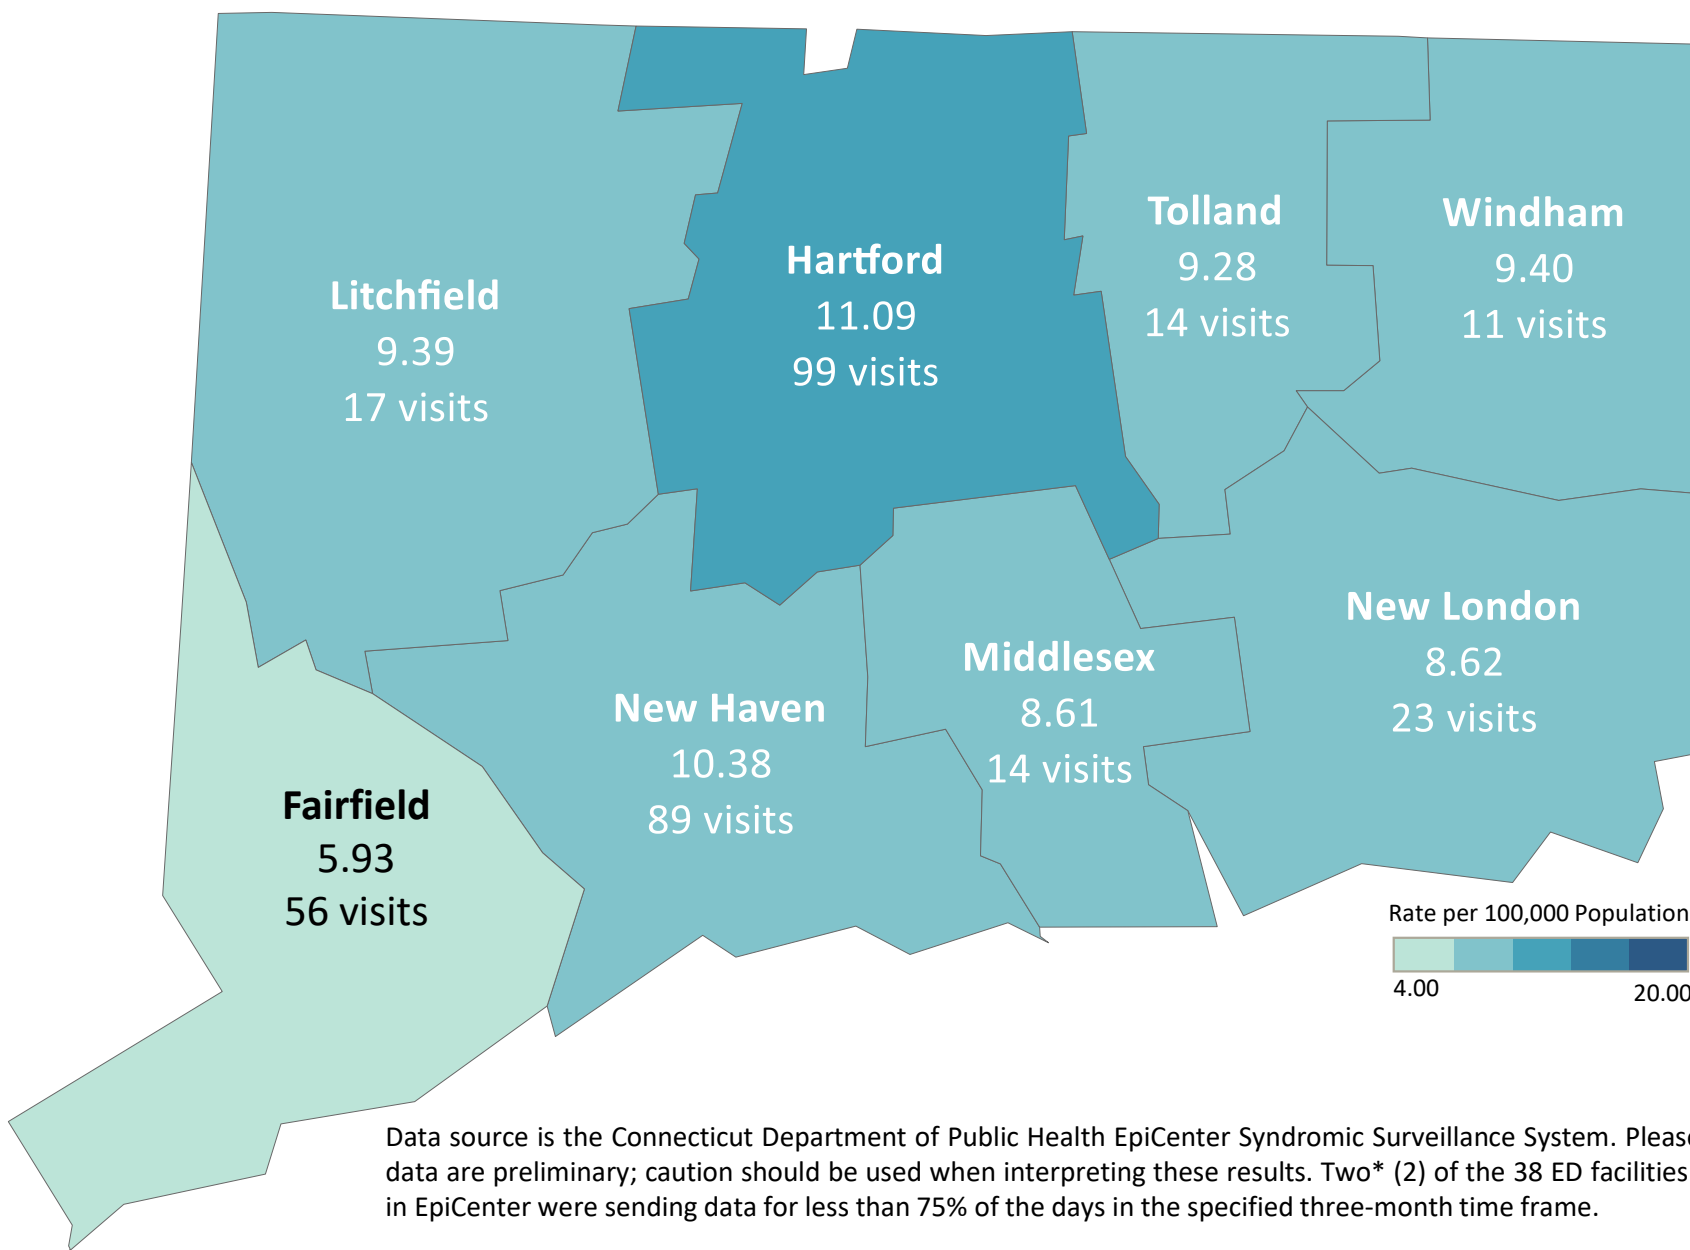 Litchfield
9.39
17 visits
Hartford
11.09
99 visits
Tolland
9.28
14 visits
Windham
9.40
11 visits
Fairfield
5.93
56 visits
New Haven
10.38
89 visits
Middlesex
8.61
14 visits
New London
8.62
23 visits
Rate per 100,000 Population
4.00
20.00
Data source is the Connecticut Department of Public Health EpiCenter Syndromic Surveillance System. Please
data are preliminary; caution should be used when interpreting these results. Two* (2) of the 38 ED facilities
in EpiCenter were sending data for less than 75% of the days in the specified three-month time frame.